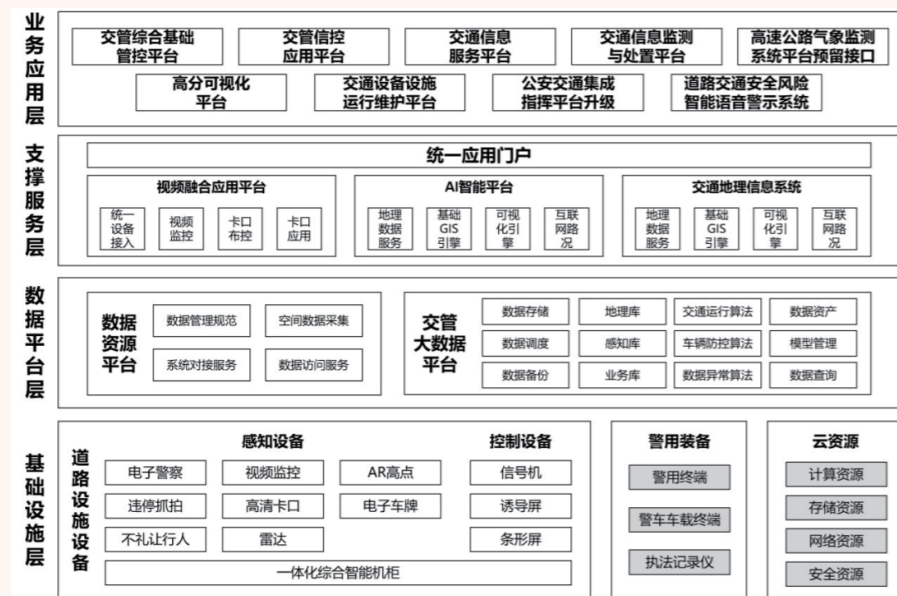 业务应用层
交管综合基础
管控平台
交管信控
应用平台
交通信息
服务平台
交通信息监测
与处置平台
高速公路气象监测
系统平台预留接口
高分可视化
平台
交通设备设施
运行维护平台
公安交通集成
指挥平台升级
道路交通安全风险
智能语音警示系统
支撑服务层
统一应用门户
视频融合应用平台
统一
设备
接入
视频
监控
卡口
布控
卡口
应用
AI智能平台
地理
数据
服务
基础
GIS
引擎
可视
化引
擎
互联
网路
况
交通地理信息系统
地理
数据
服务
基础
GIS
引擎
可视
化引
擎
互联
网路
况
数据平台层
数据
资源
平台
数据管理规范
空间数据采集
系统对接服务
数据访问服务
交管
大数据
平台
数据存储
地理库
交通运行算法
数据资产
数据调度
感知库
车辆防控算法
模型管理
数据备份
业务库
数据异常算法
数据查询
基础设施层
道路设施设备
感知设备
电子警察
视频监控
AR高点
违停抓拍
高清卡口
电子车牌
不礼让行人
雷达
控制设备
信号机
诱导屏
条形屏
一体化综合智能机柜
警用装备
警用终端
警车车载终端
执法记录仪
云资源
计算资源
存储资源
网络资源
安全资源